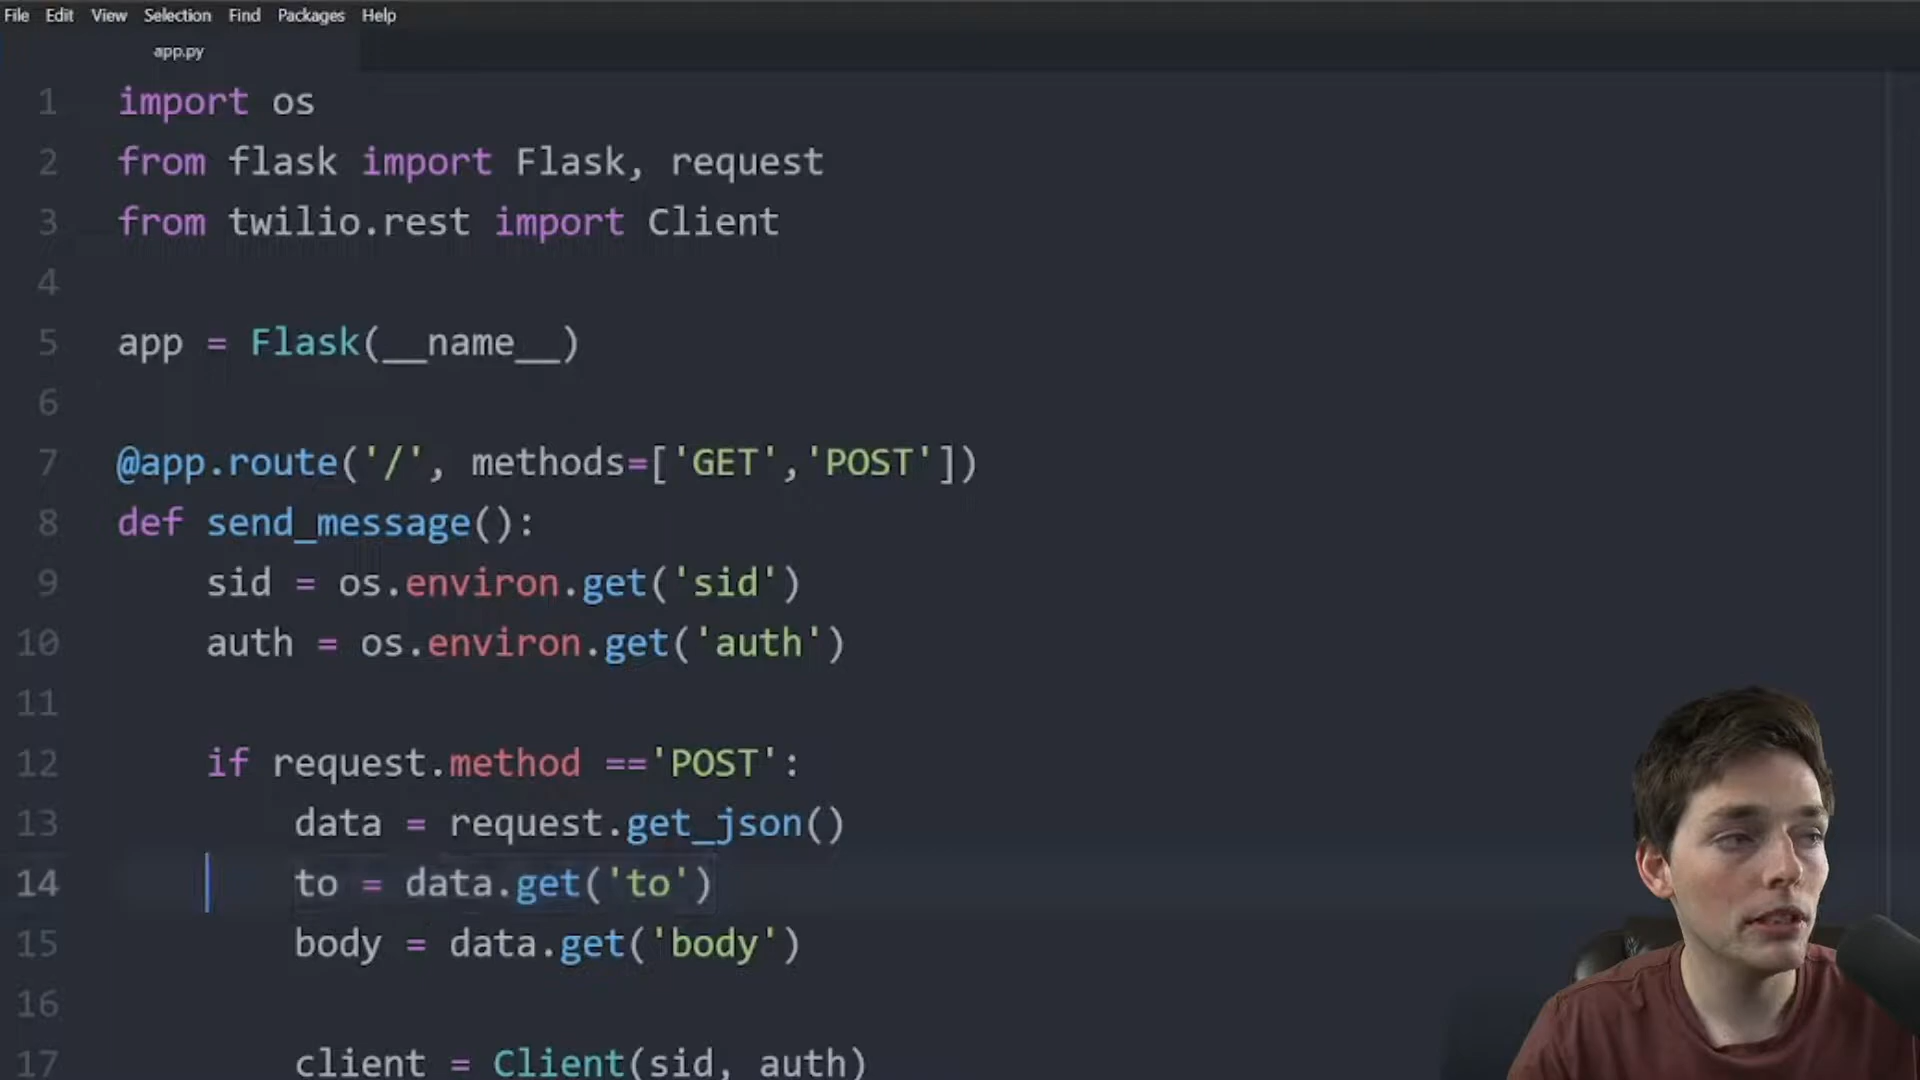 File Edit View Selection Find Packages Help
app.py
1 import os
2 from flask import Flask, request
3 from twilio.rest import Client
4
5 app = Flask(__name__)
6
7 @app.route('/', methods=['GET','POST'])
8 def send_message():
9     sid = os.environ.get('sid')
10     auth = os.environ.get('auth')
11
12     if request.method =='POST':
13         data = request.get_json()
14         to = data.get('to')
15         body = data.get('body')
16
17         client = Client(sid, auth)